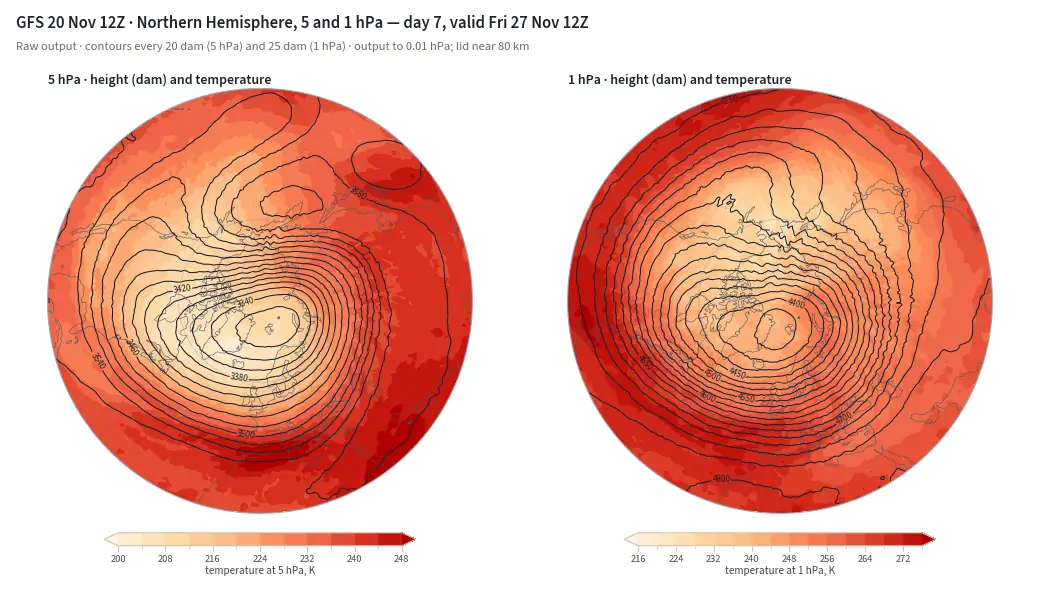 GFS 20 Nov 12Z · Northern Hemisphere, 5 and 1 hPa — day 7, valid Fri 27 Nov 12Z
Raw output · contours every 20 dam (5 hPa) and 25 dam (1 hPa) · output to 0.01 hPa; lid near 80 km
5 hPa · height (dam) and temperature
3580
3420
3340
3460
3540
3380
3500
200 208 216 224 232 240 248
temperature at 5 hPa, K
1 hPa · height (dam) and temperature
4400
4450
4500
4550
4600
4700
4800
216 224 232 240 248 256 264 272
temperature at 1 hPa, K